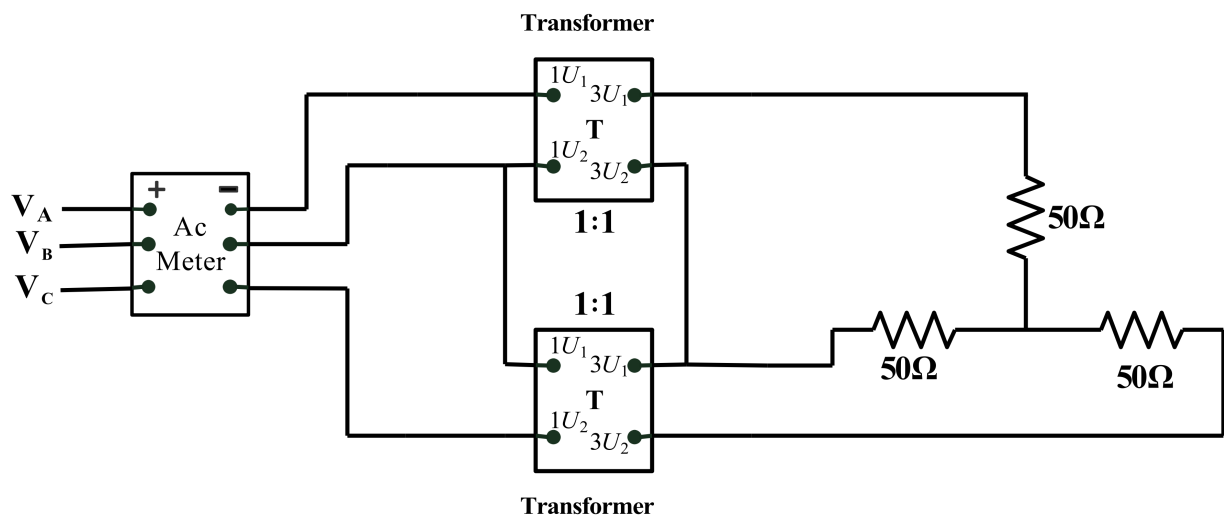 Transformer
1U₁
3U₁
T
1U₂
3U₂
1:1
V_A
V_B
V_C
+ −
Ac
Meter
50Ω
1:1
50Ω
50Ω
1U₁
3U₁
T
1U₂
3U₂
Transformer